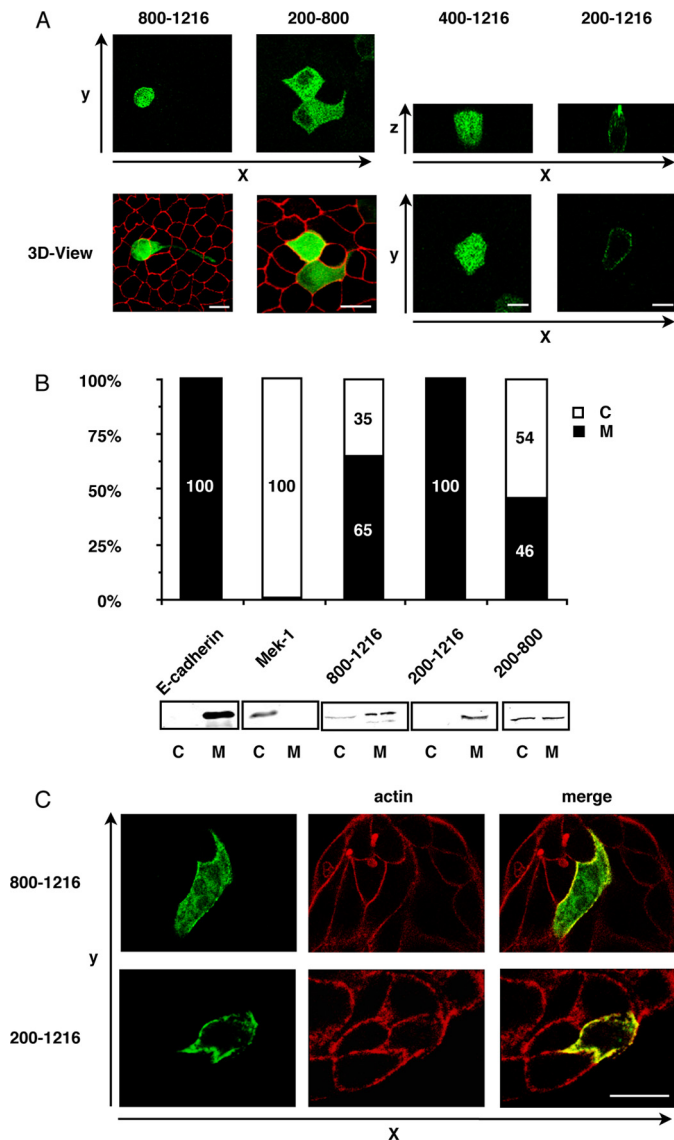 A
800-1216 200-800 400-1216 200-1216
y
z
X X
3D-View
y
X
B
100%
75%
50%
25%
0%
100 100 35 65 100 54 46
C
M
E-cadherin Mek-1 800-1216 200-1216 200-800
C M C M C M C M C M
C
actin merge
800-1216
y
200-1216
X